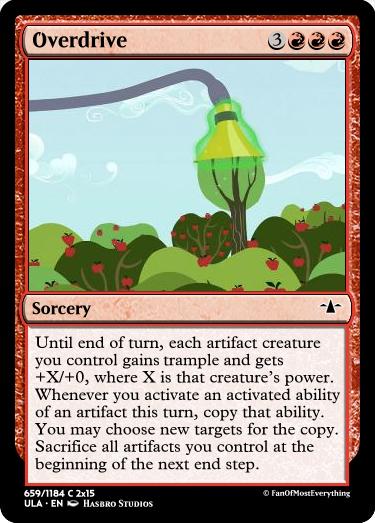 Overdrive 3
Sorcery
Until end of turn, each artifact creature
you control gains trample and gets
+X/+0, where X is that creature's power.
Whenever you activate an activated ability
of an artifact this turn, copy that ability.
You may choose new targets for the copy.
Sacrifice all artifacts you control at the
beginning of the next end step.
659/1184 C 2x15
ULA • EN Hasbro Studios
© FanOfMostEverything